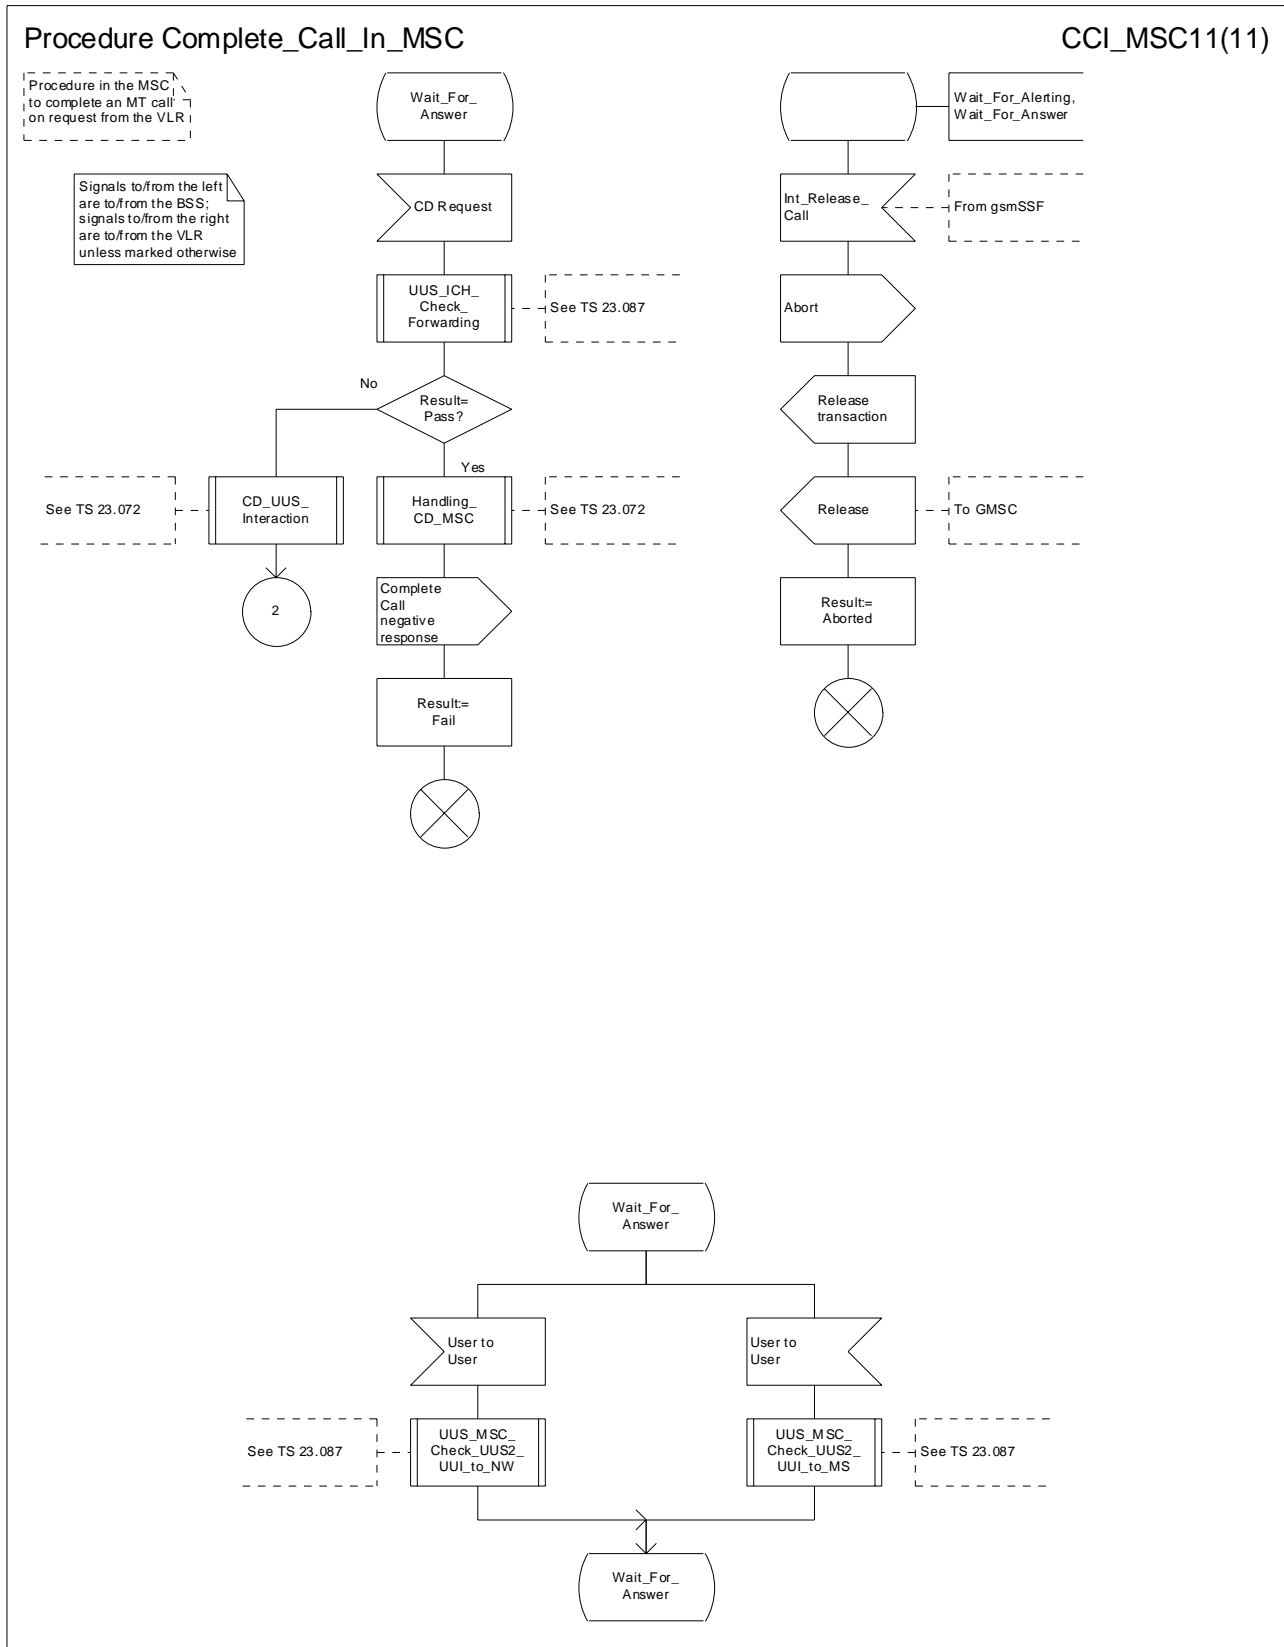 Procedure Complete_Call_In_MSC
CCI_MSC11(11)
Procedure in the MSC
to complete an MT call
on request from the VLR
Signals to/from the left
are to/from the BSS;
signals to/from the right
are to/from the VLR
unless marked otherwise
Wait_For_
Answer
CD Request
UUS_ICH_
Check_
Forwarding
See TS 23.087
Result=
Pass?
No
Yes
See TS 23.072
CD_UUS_
Interaction
2
Handling_
CD_MSC
See TS 23.072
Complete
Call
negative
response
Result:=
Fail
Wait_For_Alerting,
Wait_For_Answer
Int_Release_
Call
From gsmSSF
Abort
Release
transaction
Release
To GMSC
Result:=
Aborted
Wait_For_
Answer
User to
User
User to
User
See TS 23.087
UUS_MSC_
Check_UUS2_
UUI_to_NW
UUS_MSC_
Check_UUS2_
UUI_to_MS
See TS 23.087
Wait_For_
Answer